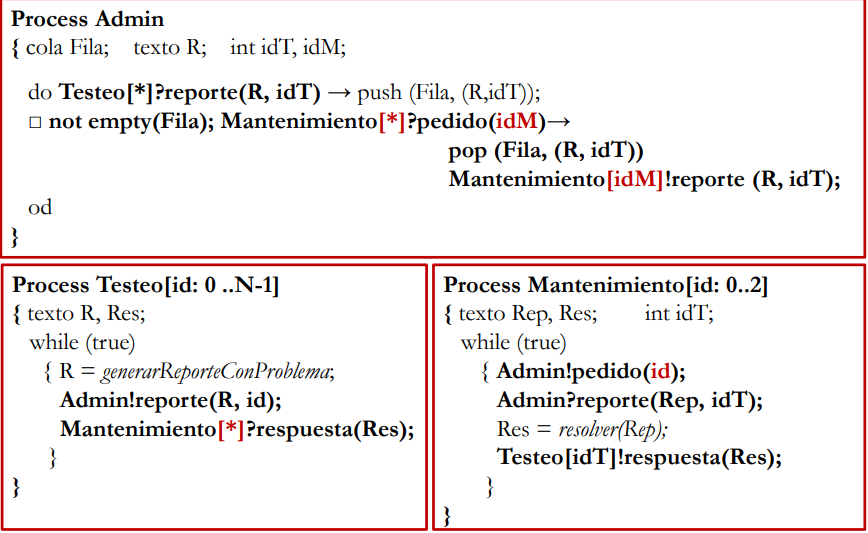 Process Admin
{ cola Fila; texto R; int idT, idM;
do Testeo[*]?reporte(R, idT) → push (Fila, (R,idT));
□ not empty(Fila); Mantenimiento[*]?pedido(idM)→
pop (Fila, (R, idT))
Mantenimiento[idM]!reporte (R, idT);
od
}
Process Testeo[id: 0 ..N-1]
{ texto R, Res;
while (true)
{ R = generarReporteConProblema;
Admin!reporte(R, id);
Mantenimiento[*]?respuesta(Res);
}
}
Process Mantenimiento[id: 0..2]
{ texto Rep, Res; int idT;
while (true)
{ Admin!pedido(id);
Admin?reporte(Rep, idT);
Res = resolver(Rep);
Testeo[idT]!respuesta(Res);
}
}